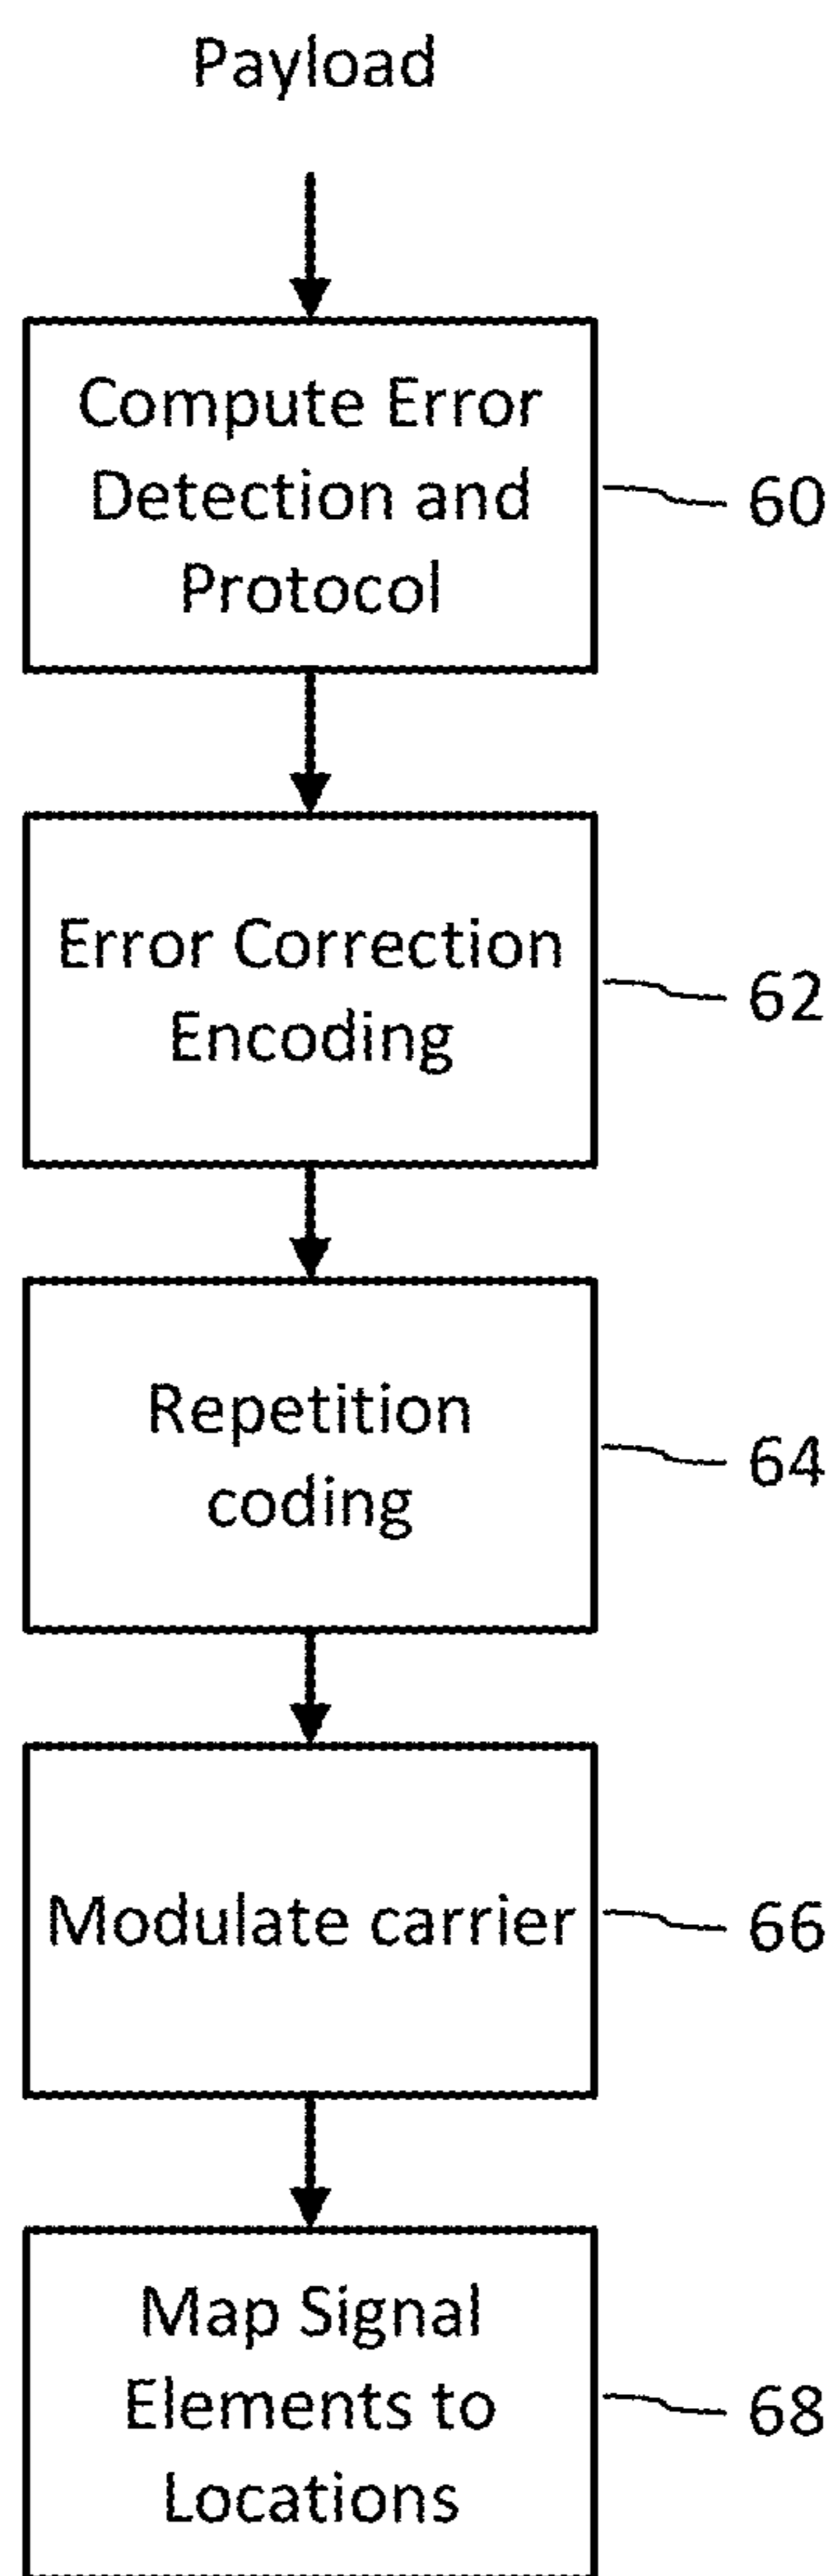 Payload
Compute Error
Detection and
Protocol
60
Error Correction
Encoding
62
Repetition
coding
64
Modulate carrier
66
Map Signal
Elements to
Locations
68